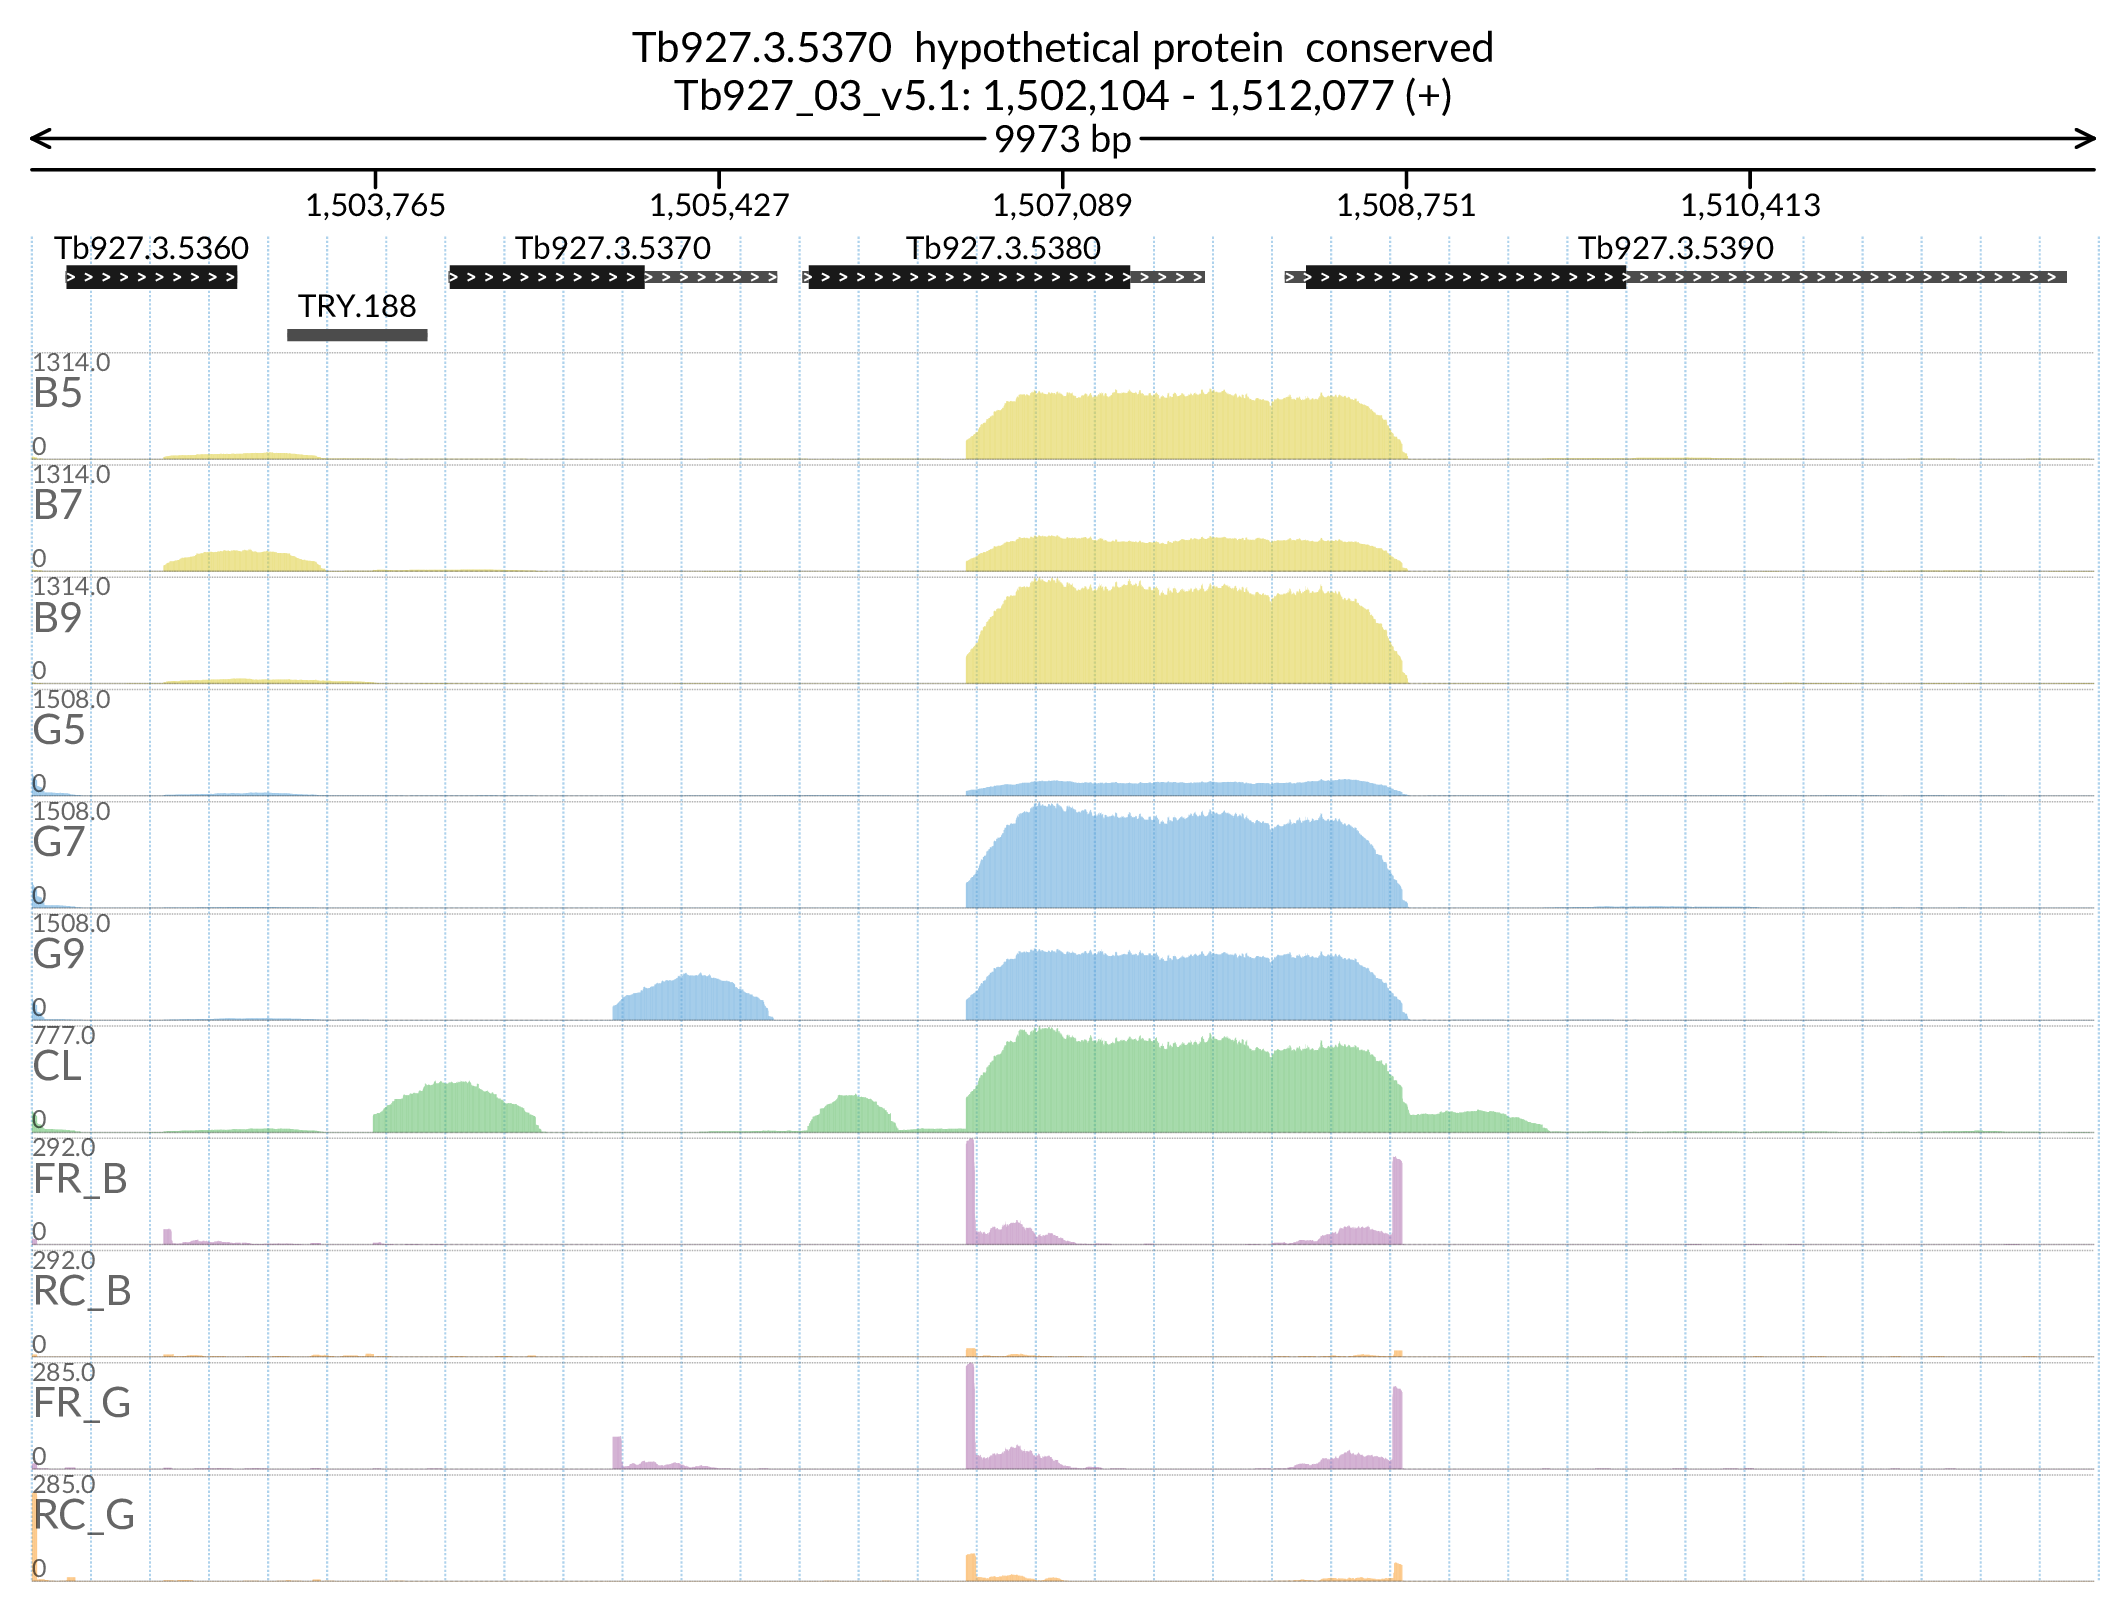 Tb927.3.5370  hypothetical protein  conserved
Tb927_03_v5.1: 1,502,104 - 1,512,077 (+)
9973 bp
1,503,765 1,505,427 1,507,089 1,508,751 1,510,413
Tb927.3.5360 Tb927.3.5370 Tb927.3.5380 Tb927.3.5390
TRY.188
1314.0
B5
0
1314.0
B7
0
1314.0
B9
0
1508.0
G5
0
1508.0
G7
0
1508.0
G9
0
777.0
CL
0
292.0
FR_B
0
292.0
RC_B
0
285.0
FR_G
0
285.0
RC_G
0